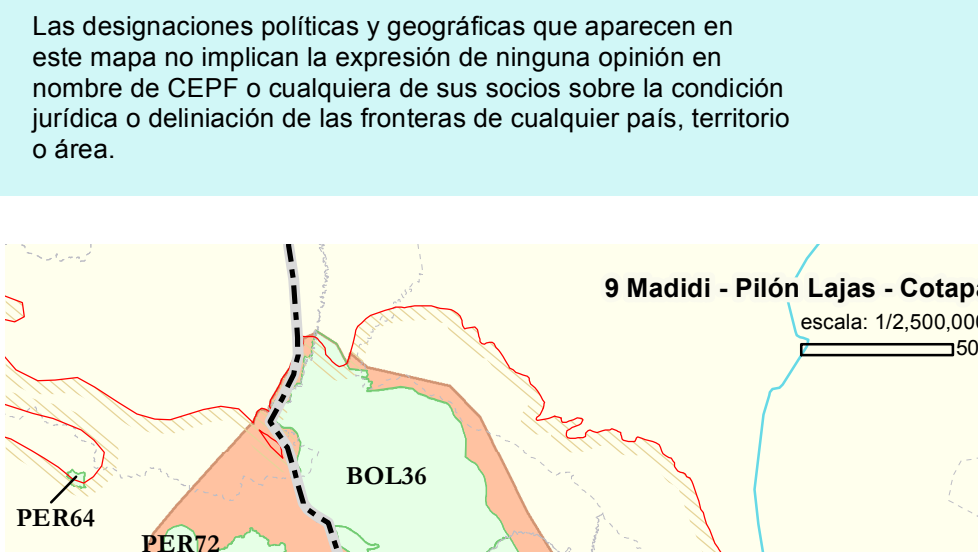 Las designaciones políticas y geográficas que aparecen en
este mapa no implican la expresión de ninguna opinión en
nombre de CEPF o cualquiera de sus socios sobre la condición
jurídica o deliniación de las fronteras de cualquier país, territorio
o área.
9 Madidi - Pilón Lajas - Cotapa
escala: 1/2,500,000
50
BOL36
PER64
PER72